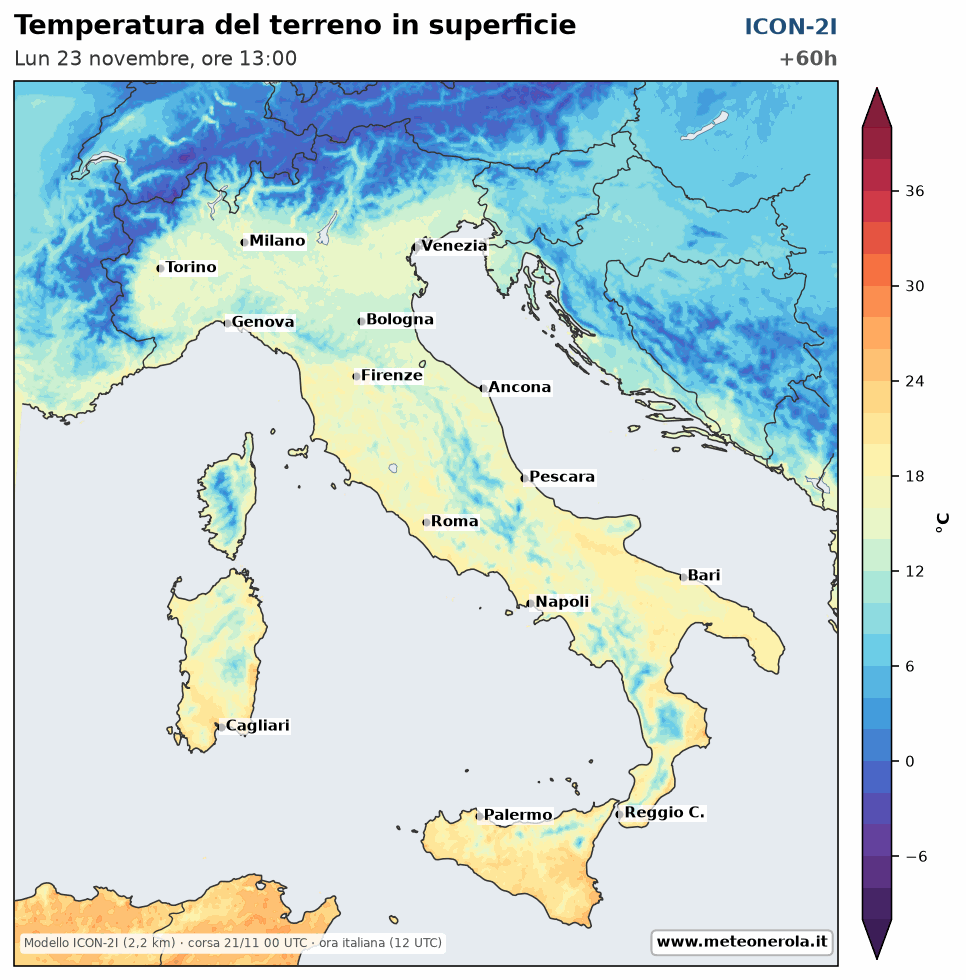 Temperatura del terreno in superficie
ICON-2I
Lun 23 novembre, ore 13:00
+60h
Milano
Venezia
Torino
Genova
Bologna
Firenze
Ancona
Pescara
Roma
Bari
Napoli
Cagliari
Palermo
Reggio C.
36
30
24
18
12
6
0
−6
°C
Modello ICON-2I (2,2 km) · corsa 21/11 00 UTC · ora italiana (12 UTC)
www.meteonerola.it